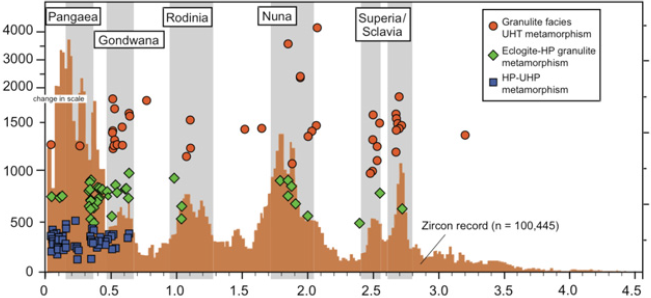 Pangaea
Gondwana
Rodinia
Nuna
Superia/
Sclavia
Granulite facies
UHT metamorphism
Eclogite-HP granulite
metamorphism
HP-UHP
metamorphism
4000
3000
2000
change in scale
1500
1000
500
0
Zircon record (n = 100,445)
0 0.5 1.0 1.5 2.0 2.5 3.0 3.5 4.0 4.5